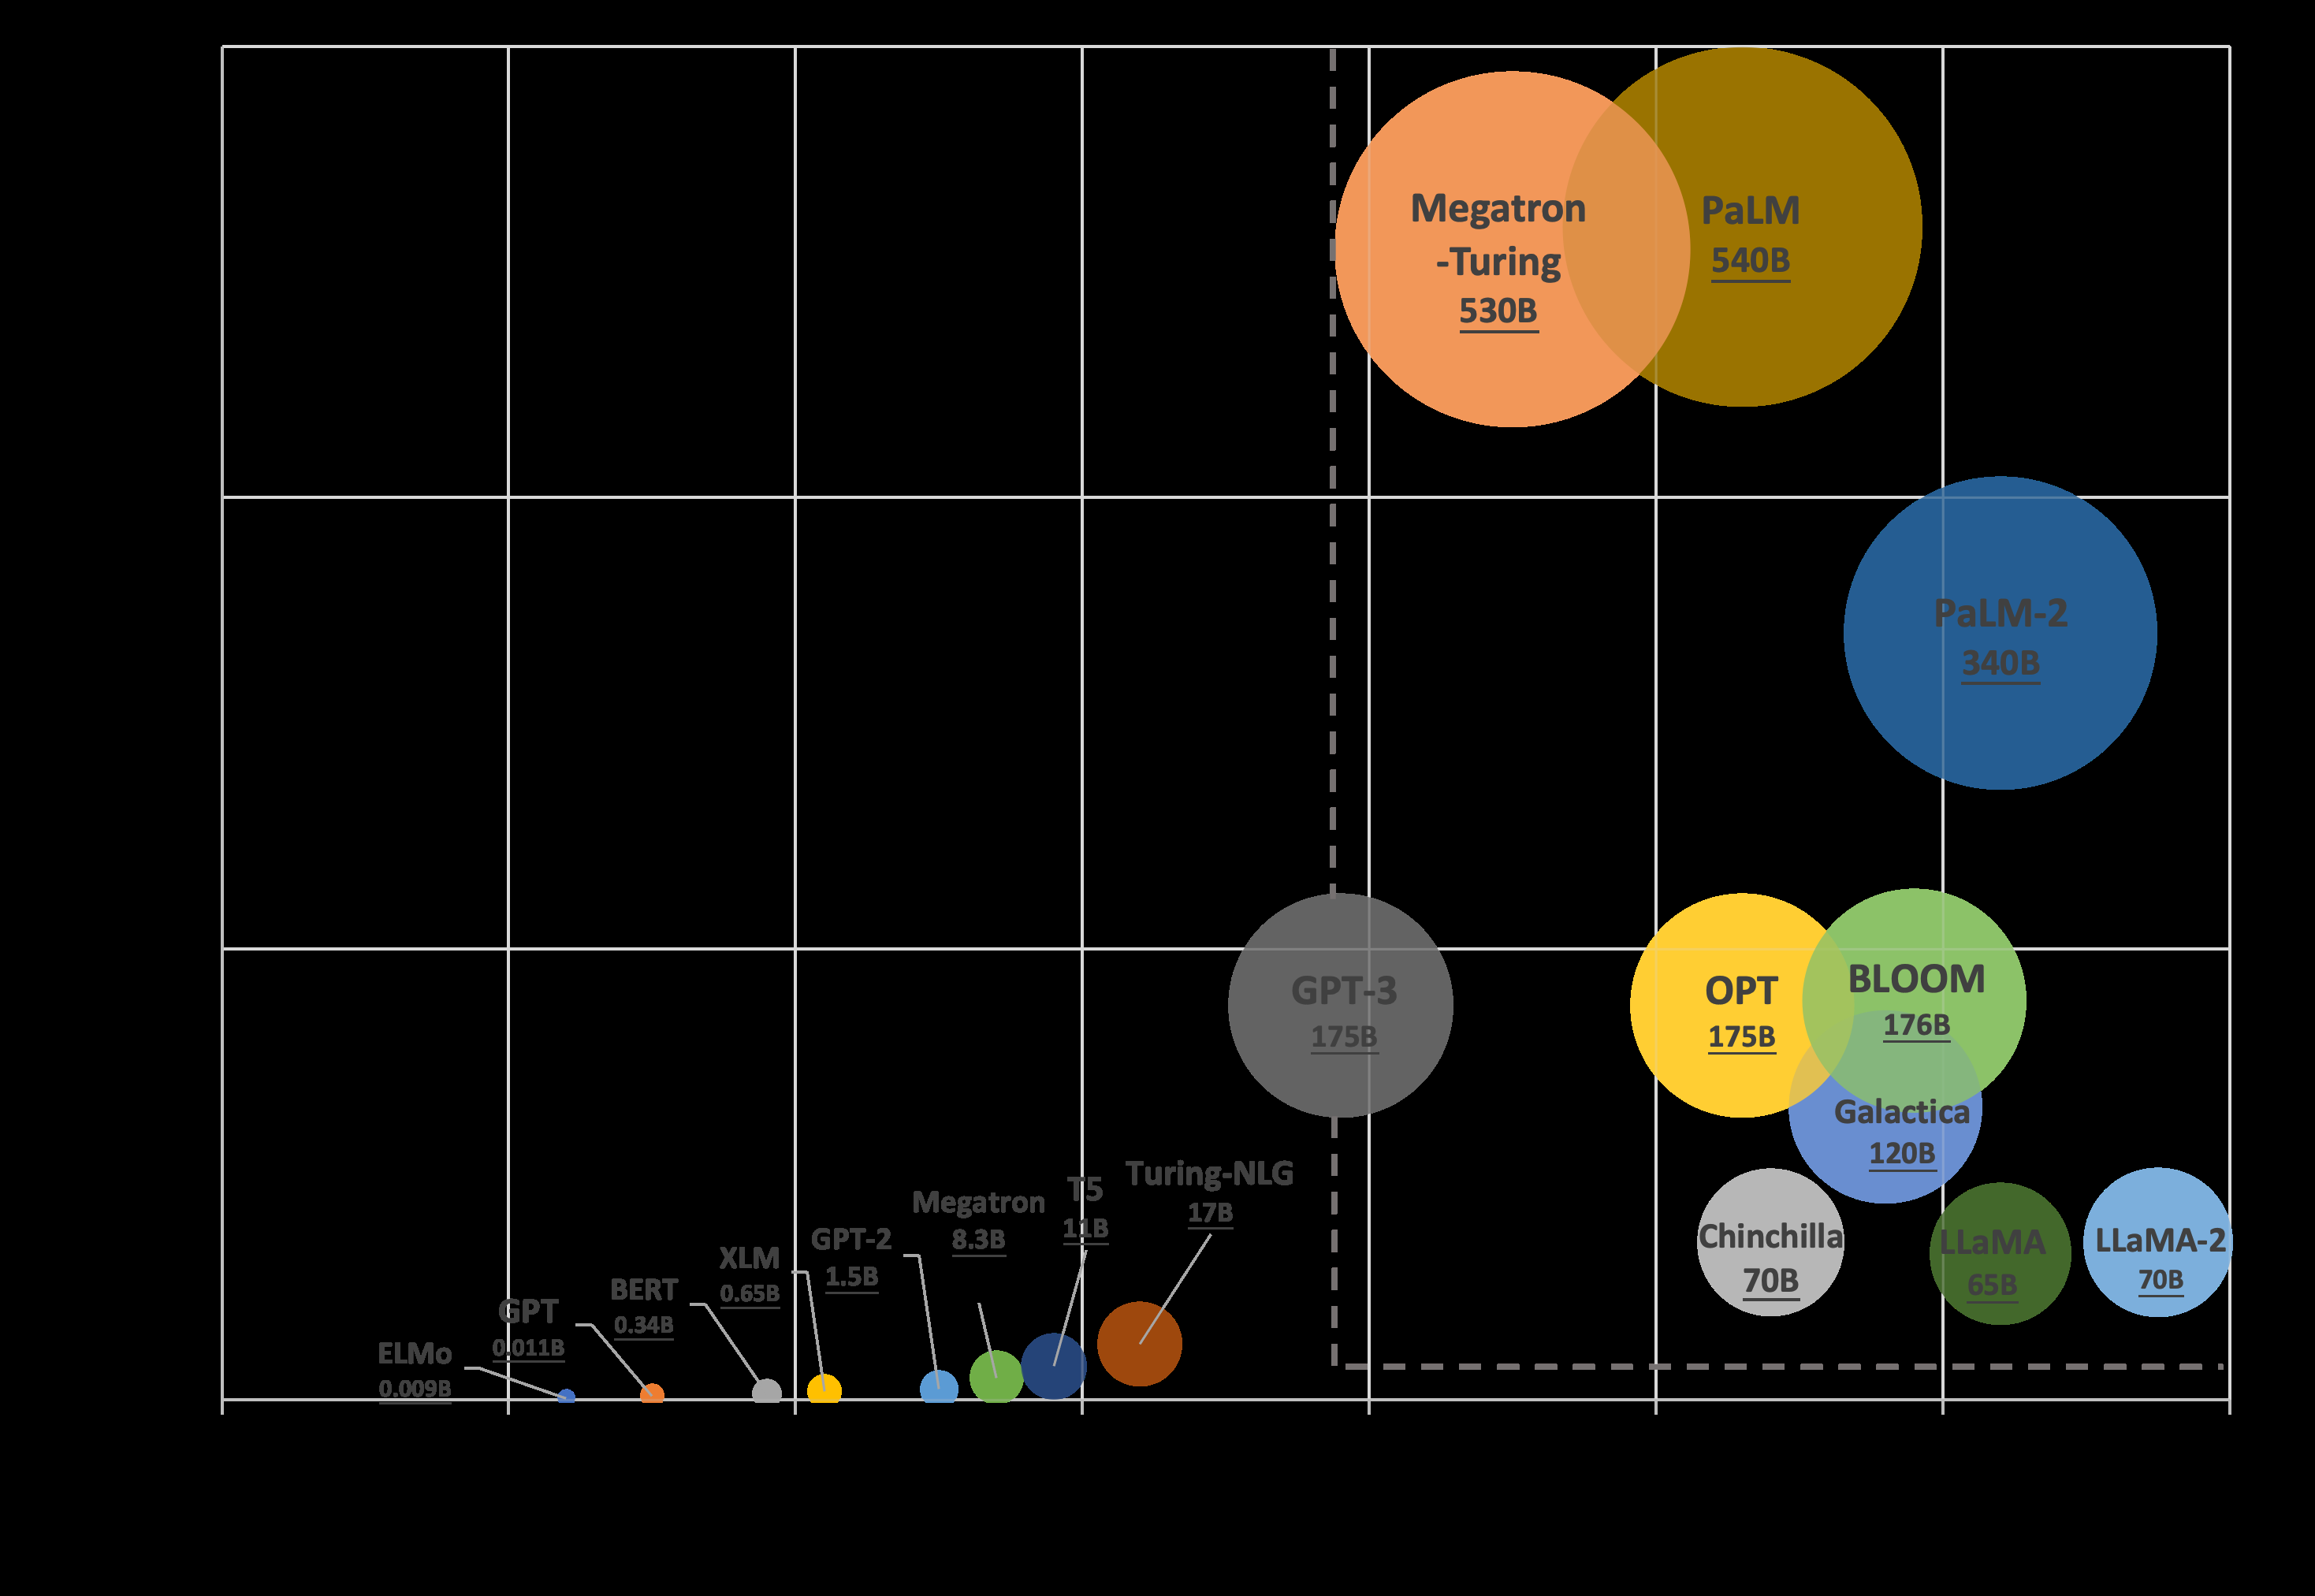 Megatron
-Turing
530B
PaLM
540B
PaLM-2
340B
GPT-3
175B
OPT
175B
BLOOM
176B
Galactica
120B
Chinchilla
70B
LLaMA
65B
LLaMA-2
70B
Turing-NLG
17B
T5
11B
Megatron
8.3B
GPT-2
1.5B
XLM
0.65B
BERT
0.34B
GPT
0.011B
ELMo
0.009B